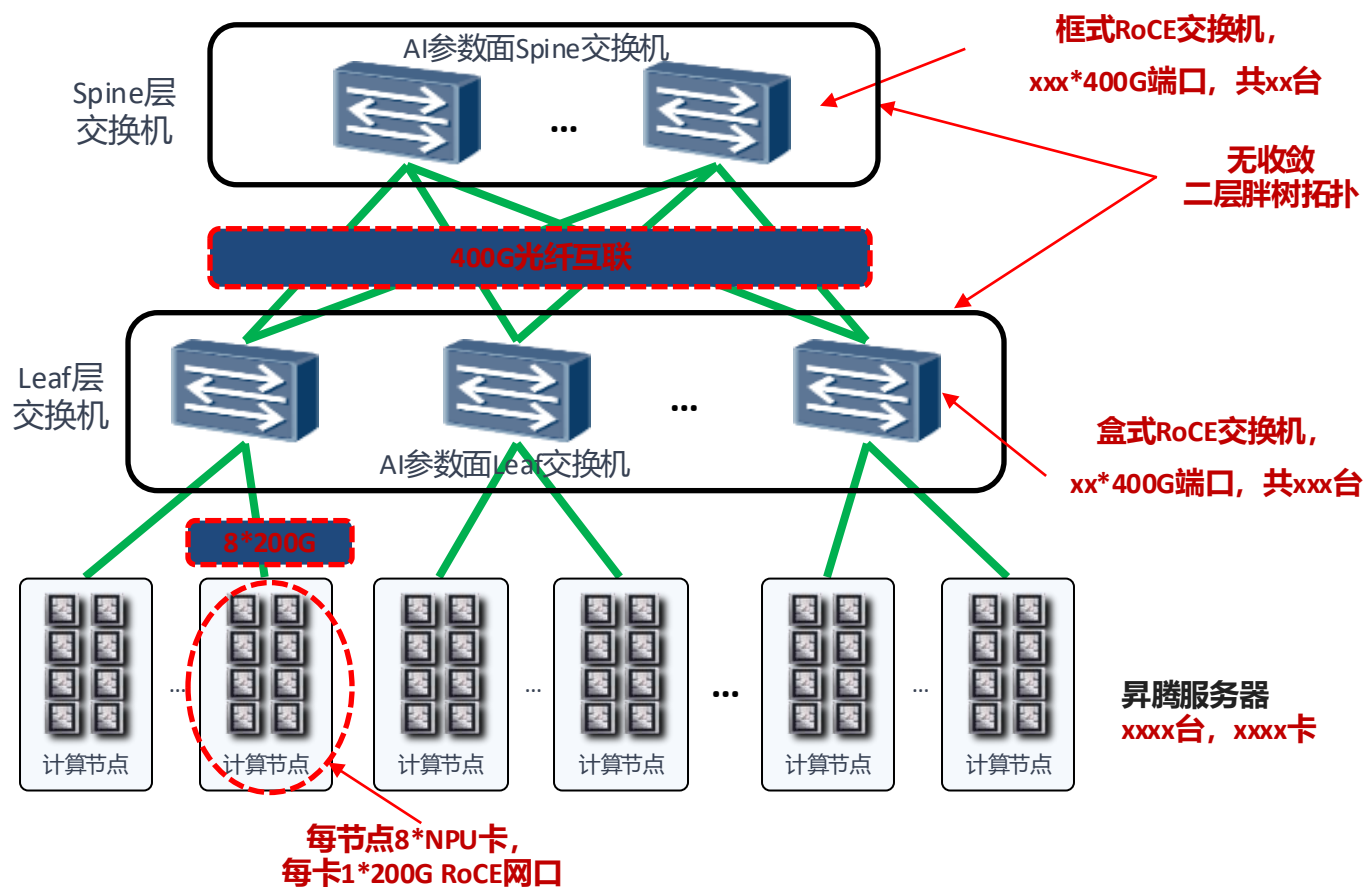 AI参数面Spine交换机
Spine层
交换机
...
框式RoCE交换机，
xxx*400G端口，共xx台
无收敛
二层胖树拓扑
400G光纤互联
Leaf层
交换机
...
AI参数面Leaf交换机
盒式RoCE交换机，
xx*400G端口，共xxx台
8*200G
计算节点
...
计算节点
计算节点
...
计算节点
...
计算节点
...
计算节点
昇腾服务器
xxxx台，xxxx卡
每节点8*NPU卡，
每卡1*200G RoCE网口